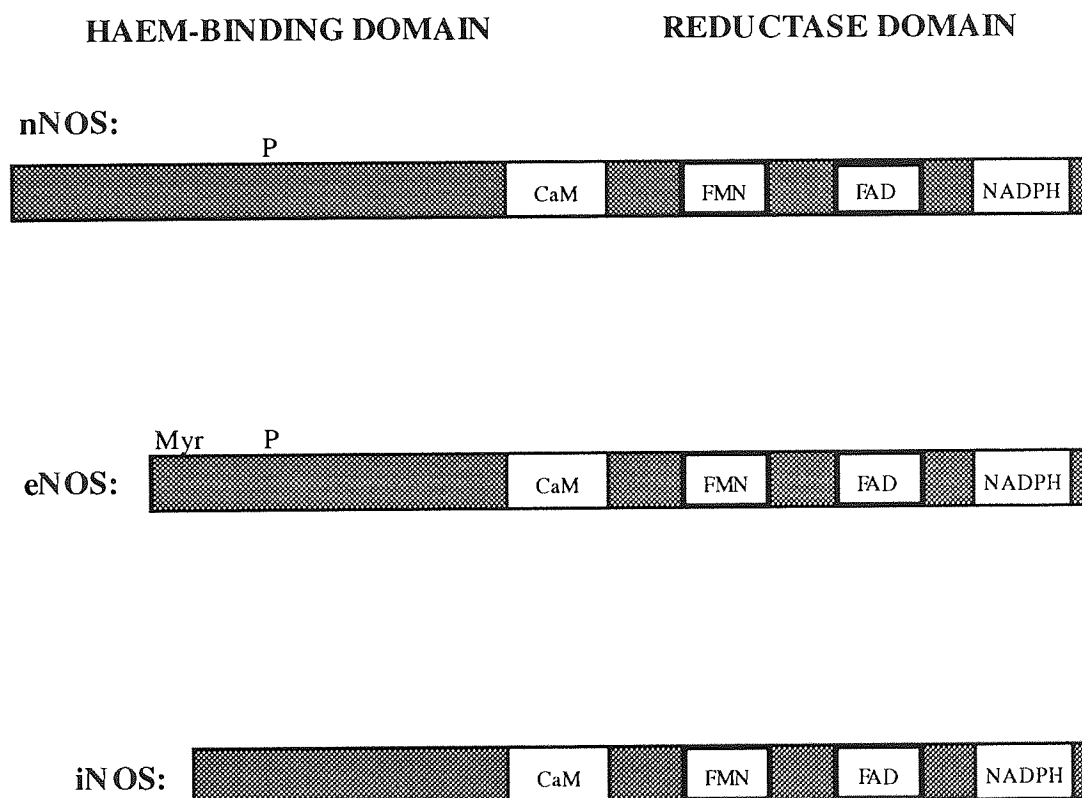 HAEM-BINDING DOMAIN REDUCTASE DOMAIN
nNOS:
P
CaM FMN FAD NADPH
Myr P
eNOS: CaM FMN FAD NADPH
iNOS: CaM FMN FAD NADPH